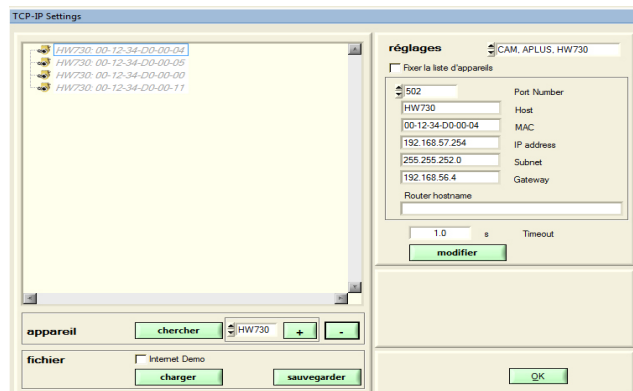 TCP-IP Settings
HW730: 00-12-34-D0-00-04
HW730: 00-12-34-D0-00-05
HW730: 00-12-34-D0-00-00
HW730: 00-12-34-D0-00-11
réglages CAM, APLUS, HW730
Fixer la liste d'appareils
502 Port Number
HW730 Host
00-12-34-D0-00-04 MAC
192.168.57.254 IP address
255.255.252.0 Subnet
192.168.56.4 Gateway
Router hostname
1.0 s Timeout
modifier
appareil chercher HW730 + -
fichier Internet Demo
charger sauvegarder
OK